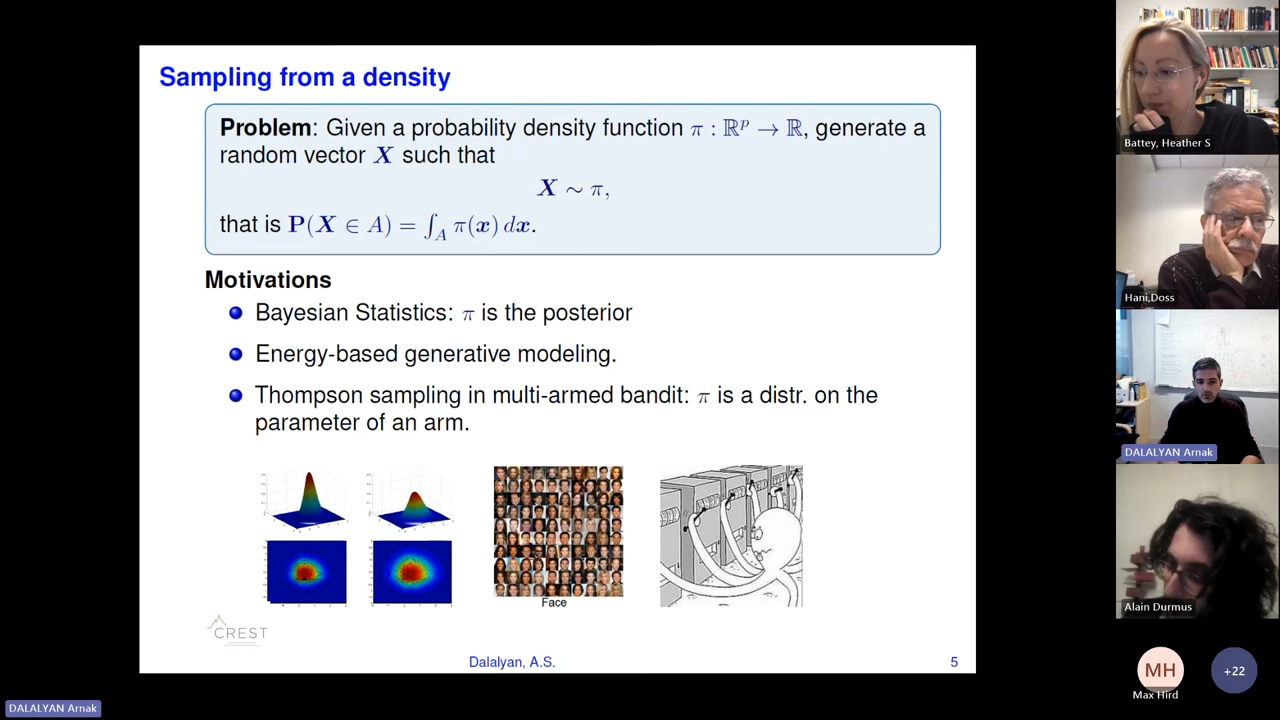 Sampling from a density
Problem: Given a probability density function π : ℝᵖ → ℝ, generate a
random vector X such that
X ∼ π,
that is P(X ∈ A) = ∫_A π(x) dx.
Motivations
Bayesian Statistics: π is the posterior
Energy-based generative modeling.
Thompson sampling in multi-armed bandit: π is a distr. on the
parameter of an arm.
Face
CREST
Dalalyan, A.S.
5
Battey, Heather S
Hani,Doss
DALALYAN Arnak
Alain Durmus
MH
Max Hird
+22
DALALYAN Arnak